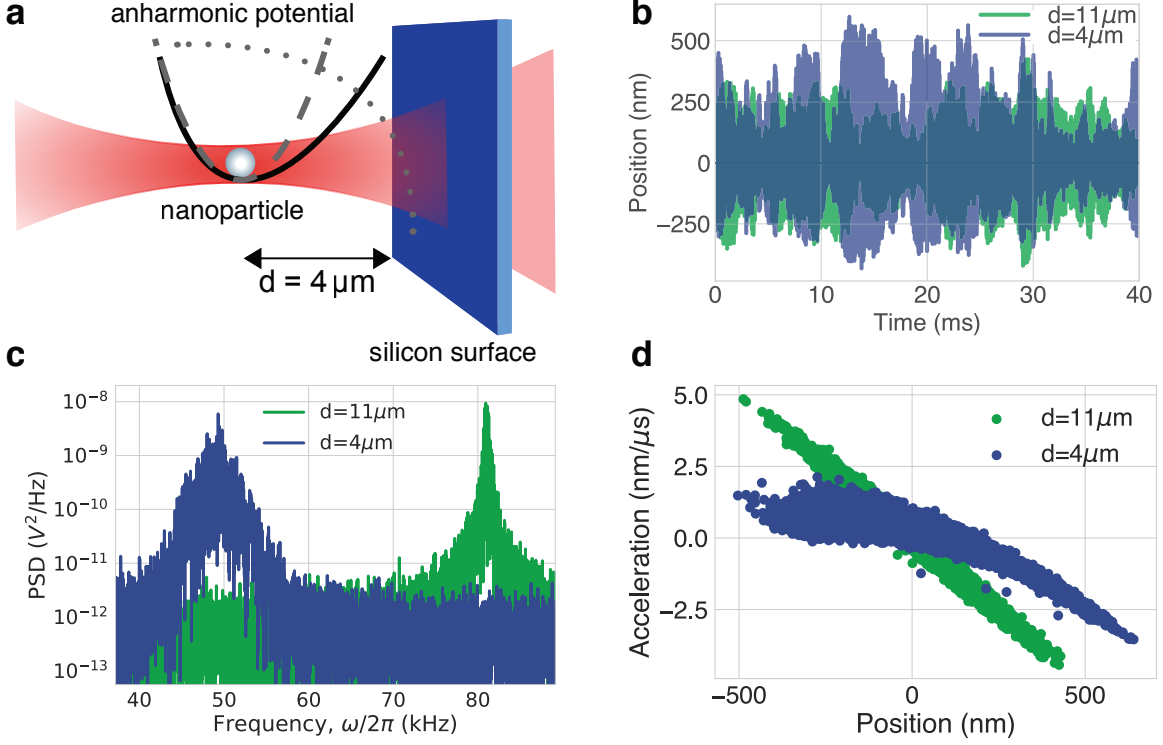 a
anharmonic potential
nanoparticle
d = 4 μm
silicon surface
b
d=11μm
d=4μm
500
250
0
−250
Position (nm)
0 10 20 30 40
Time (ms)
c
d=11μm
d=4μm
10⁻⁸
10⁻⁹
10⁻¹⁰
10⁻¹¹
10⁻¹²
10⁻¹³
PSD (V²/Hz)
40 50 60 70 80
Frequency, ω/2π (kHz)
d
d=11μm
d=4μm
5.0
2.5
0.0
−2.5
Acceleration (nm/μs)
−500 0 500
Position (nm)